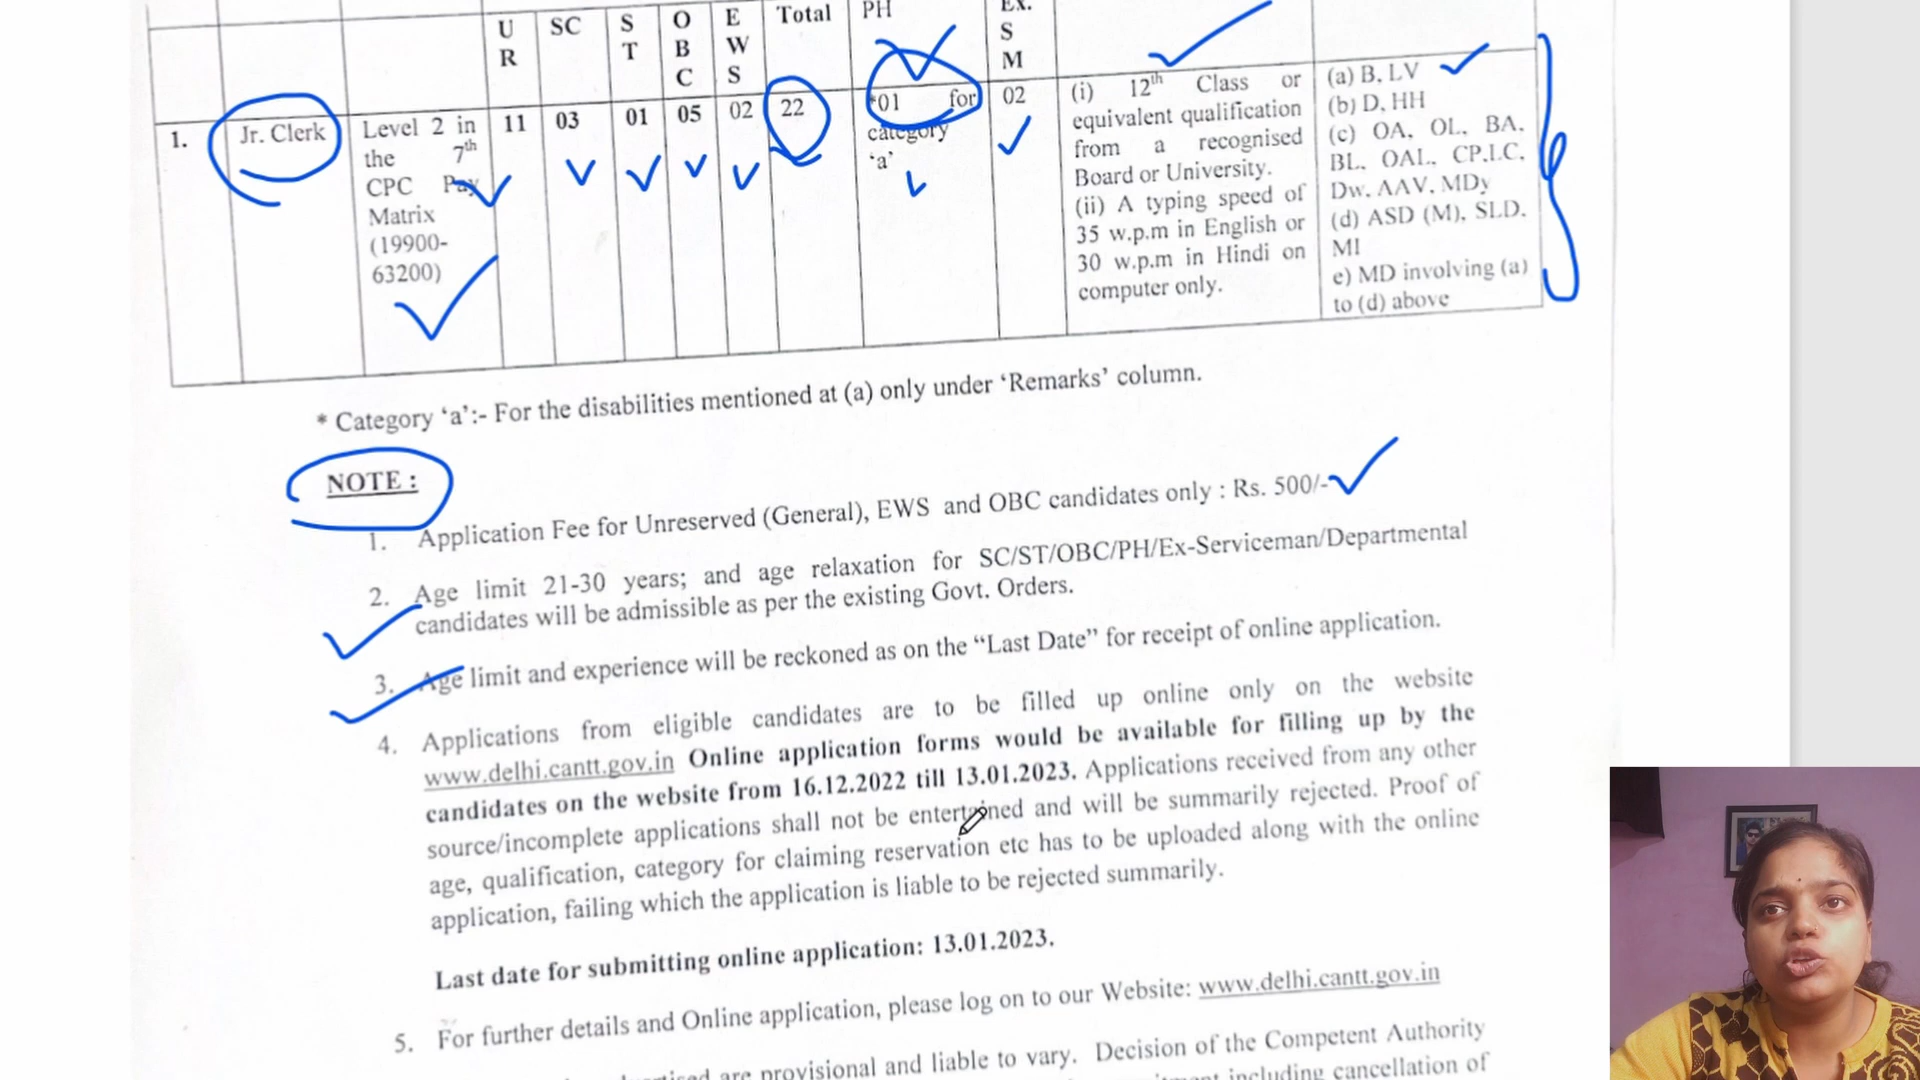 U
R
SC
S
T
O
B
C
E
W
S
Total
PH
Ex.
S
M
1.
Jr. Clerk
Level 2 in
the 7th
CPC Pay
Matrix
(19900-
63200)
11
03
01
05
02
22
*01 for
category
‘a’
02
(i) 12th Class or
equivalent qualification
from a recognised
Board or University.
(ii) A typing speed of
35 w.p.m in English or
30 w.p.m in Hindi on
computer only.
(a) B, LV
(b) D, HH
(c) OA, OL, BA,
BL, OAL, CP,LC,
Dw, AAV, MDy
(d) ASD (M), SLD,
MI
e) MD involving (a)
to (d) above
* Category ‘a’:- For the disabilities mentioned at (a) only under ‘Remarks’ column.
NOTE :
1. Application Fee for Unreserved (General), EWS and OBC candidates only : Rs. 500/-
2. Age limit 21-30 years; and age relaxation for SC/ST/OBC/PH/Ex-Serviceman/Departmental
candidates will be admissible as per the existing Govt. Orders.
3. Age limit and experience will be reckoned as on the “Last Date” for receipt of online application.
4. Applications from eligible candidates are to be filled up online only on the website
www.delhi.cantt.gov.in Online application forms would be available for filling up by the
candidates on the website from 16.12.2022 till 13.01.2023. Applications received from any other
source/incomplete applications shall not be entertained and will be summarily rejected. Proof of
age, qualification, category for claiming reservation etc has to be uploaded along with the online
application, failing which the application is liable to be rejected summarily.
Last date for submitting online application: 13.01.2023.
5. For further details and Online application, please log on to our Website: www.delhi.cantt.gov.in
are provisional and liable to vary. Decision of the Competent Authority
including cancellation of